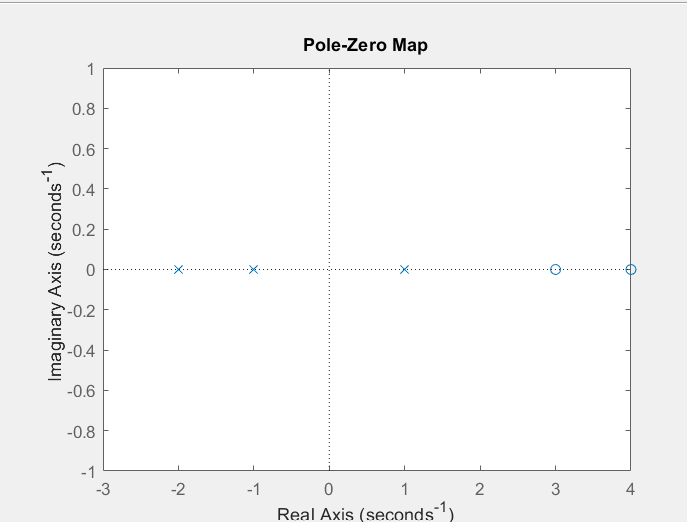 Pole-Zero Map
1
0.8
0.6
0.4
0.2
0
-0.2
-0.4
-0.6
-0.8
-1
Imaginary Axis (seconds⁻¹)
-3 -2 -1 0 1 2 3 4
Real Axis (seconds⁻¹)